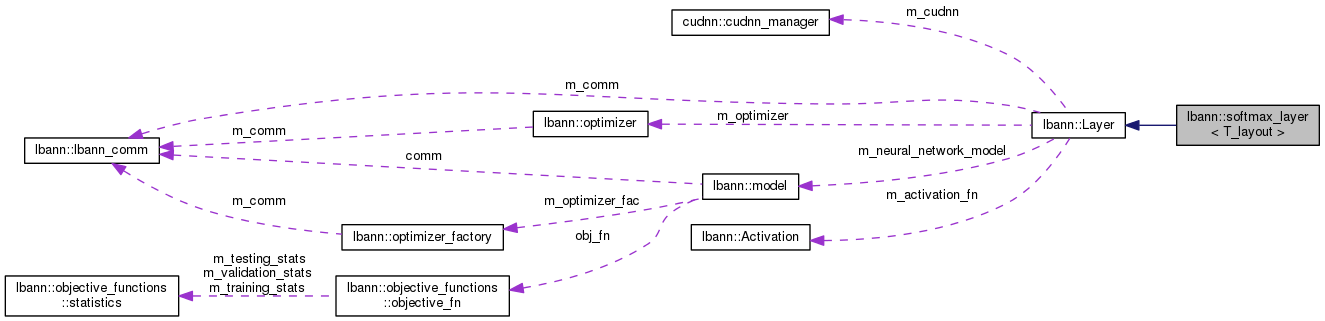 cudnn::cudnn_manager
m_cudnn
m_comm
lbann::softmax_layer
< T_layout >
lbann::optimizer
m_optimizer
lbann::Layer
m_comm
lbann::lbann_comm
comm
m_neural_network_model
lbann::model
m_activation_fn
m_comm
m_optimizer_fac
lbann::optimizer_factory
obj_fn
lbann::Activation
m_testing_stats
m_validation_stats
m_training_stats
lbann::objective_functions
::statistics
lbann::objective_functions
::objective_fn